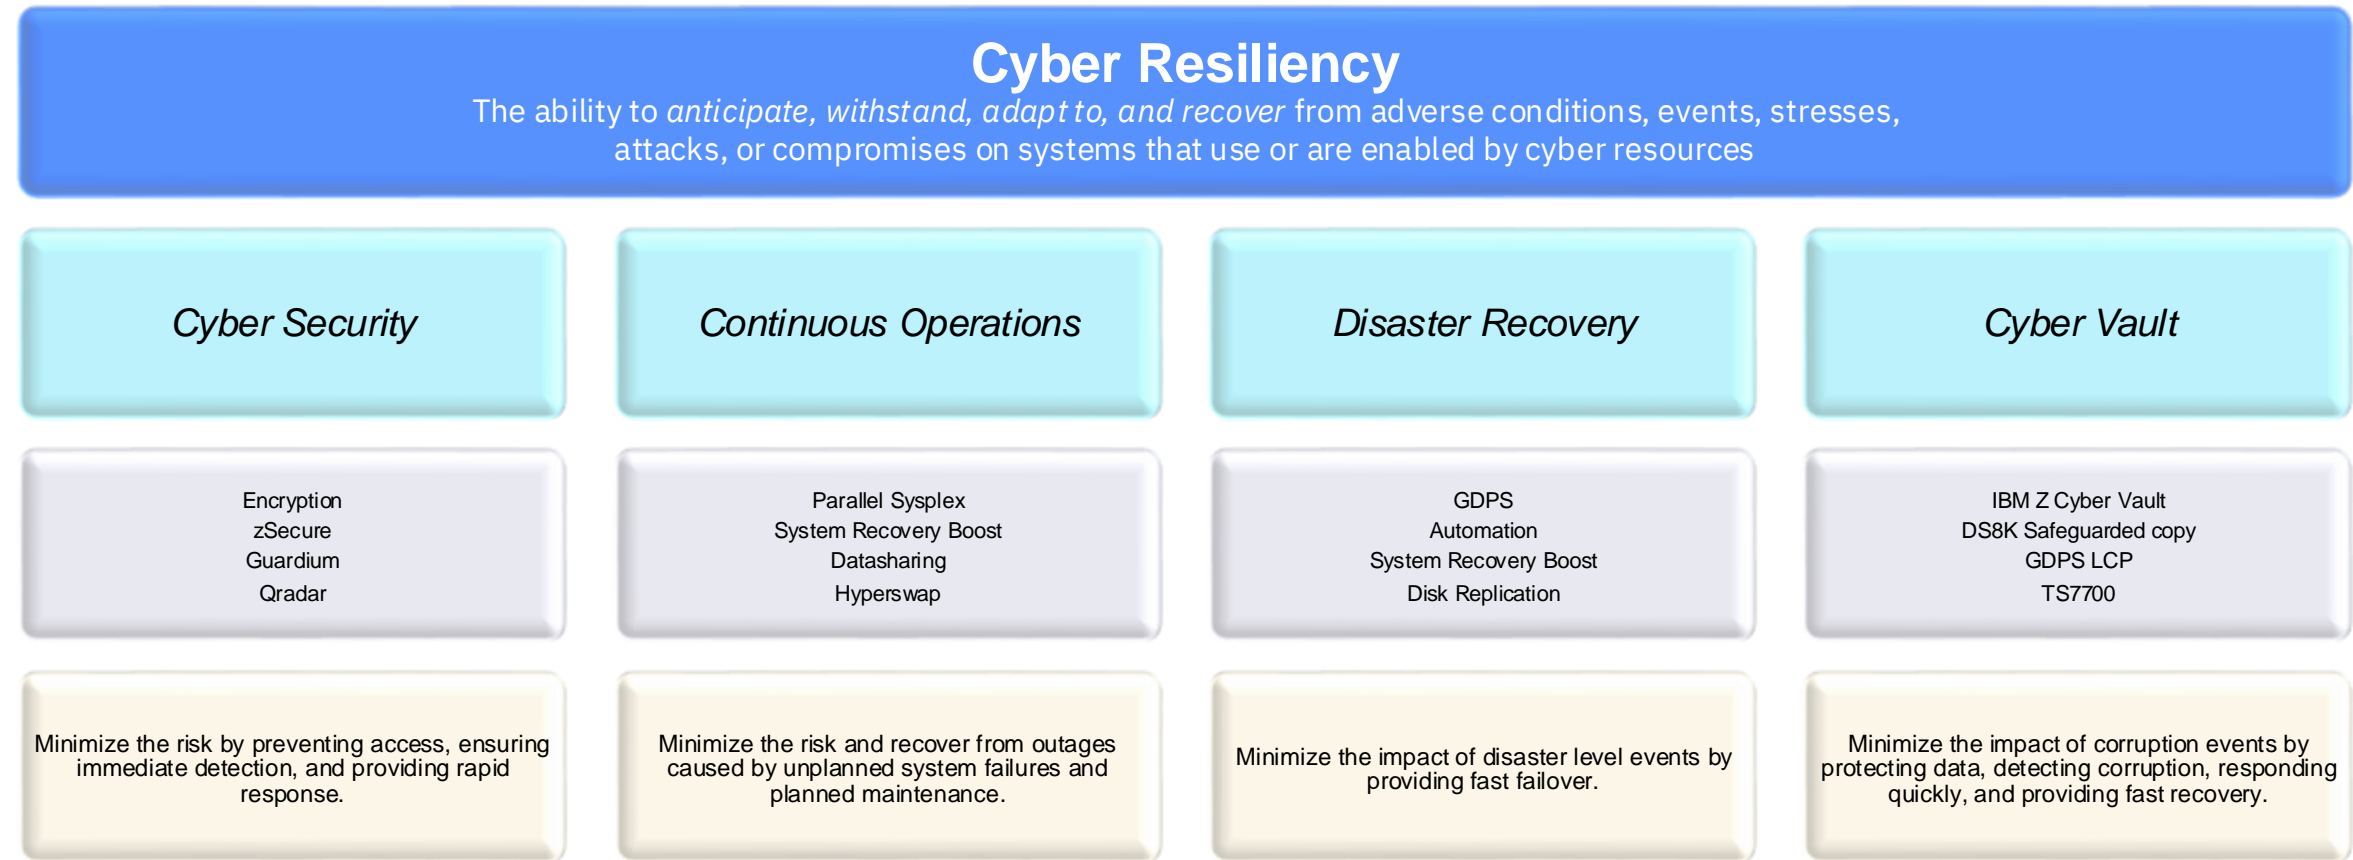 Cyber Resiliency
The ability to anticipate, withstand, adapt to, and recover from adverse conditions, events, stresses,
attacks, or compromises on systems that use or are enabled by cyber resources
Cyber Security
Continuous Operations
Disaster Recovery
Cyber Vault
Encryption
zSecure
Guardium
Qradar
Parallel Sysplex
System Recovery Boost
Datasharing
Hyperswap
GDPS
Automation
System Recovery Boost
Disk Replication
IBM Z Cyber Vault
DS8K Safeguarded copy
GDPS LCP
TS7700
Minimize the risk by preventing access, ensuring
immediate detection, and providing rapid
response.
Minimize the risk and recover from outages
caused by unplanned system failures and
planned maintenance.
Minimize the impact of disaster level events by
providing fast failover.
Minimize the impact of corruption events by
protecting data, detecting corruption, responding
quickly, and providing fast recovery.